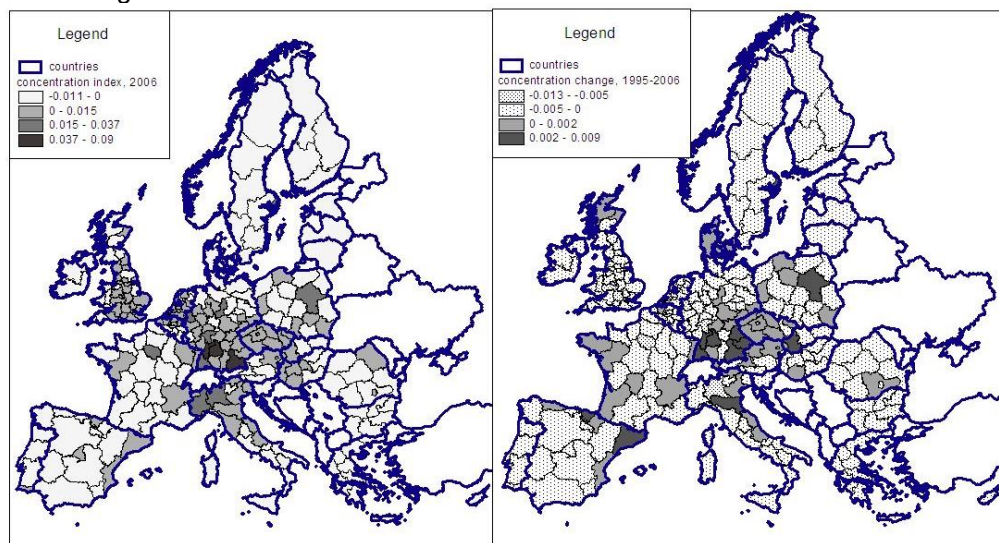 Legend
countries
concentration index, 2006
-0.011 - 0
0 - 0.015
0.015 - 0.037
0.037 - 0.09
Legend
countries
concentration change, 1995-2006
-0.013 - -0.005
-0.005 - 0
0 - 0.002
0.002 - 0.009